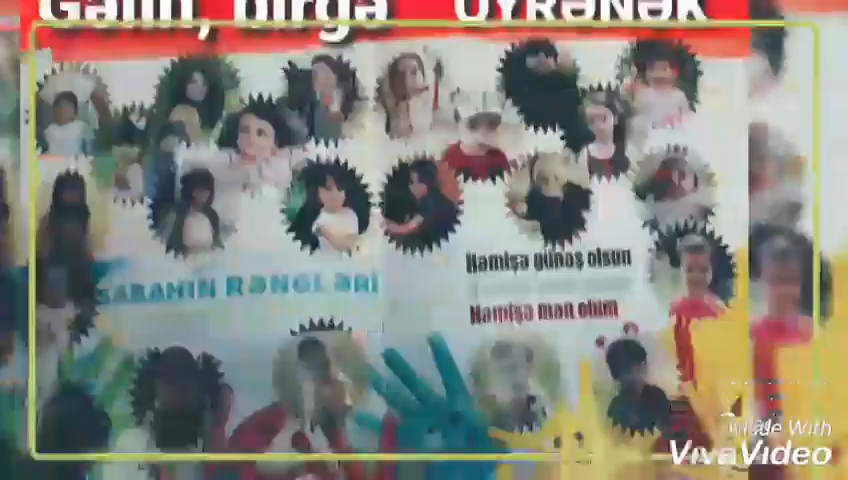 Gəlin, birgə ÖYRƏNƏK
SABAHIN RƏNGLƏRİ
Həmişə günəş olsun
Həmişə mən olum
Made With
VivaVideo